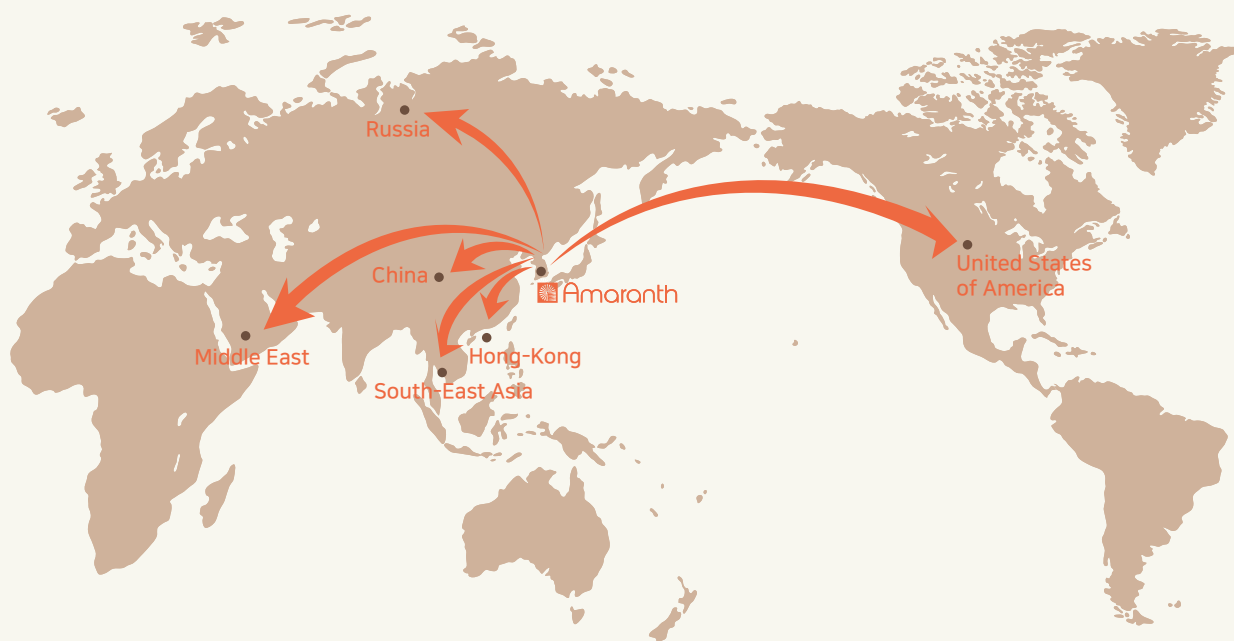 Russia
China
Amaranth
United States
of America
Middle East
Hong-Kong
South-East Asia